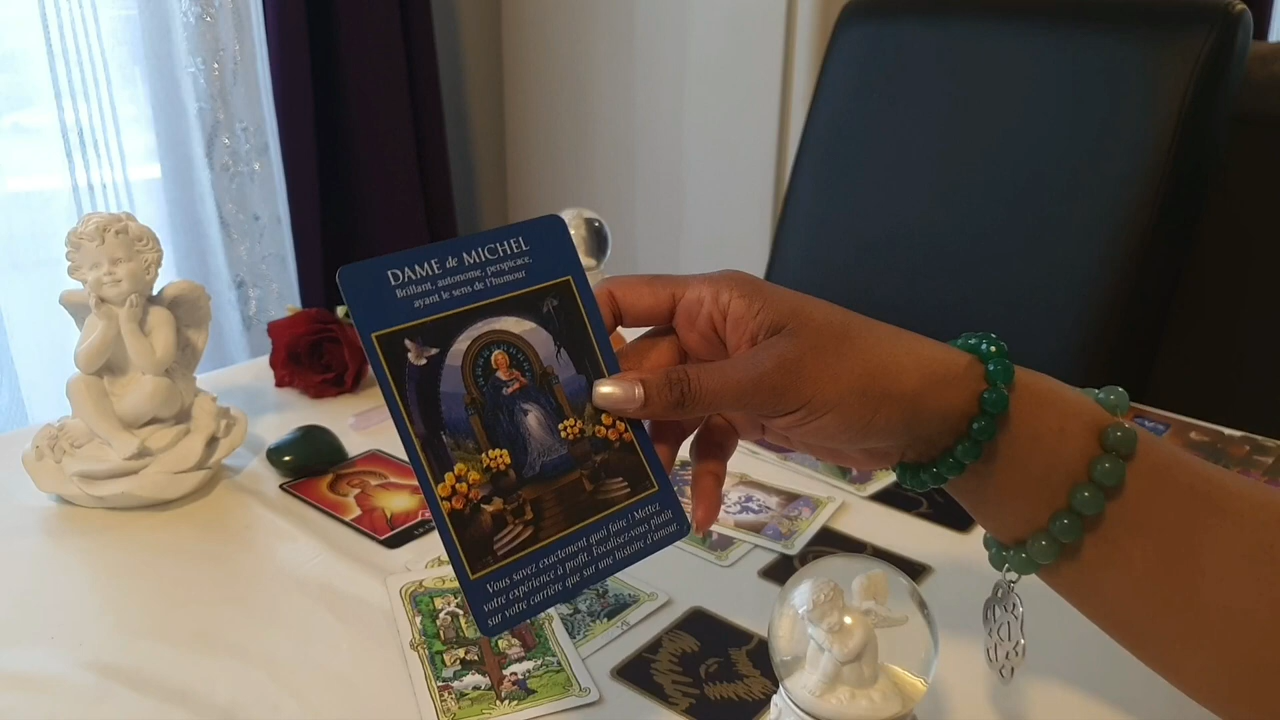 DAME de MICHEL
Brillant, autonome, perspicace,
ayant le sens de l'humour
Vous savez exactement quoi faire ! Mettez
votre expérience à profit. Focalisez-vous plutôt
sur votre carrière que sur une histoire d'amour.